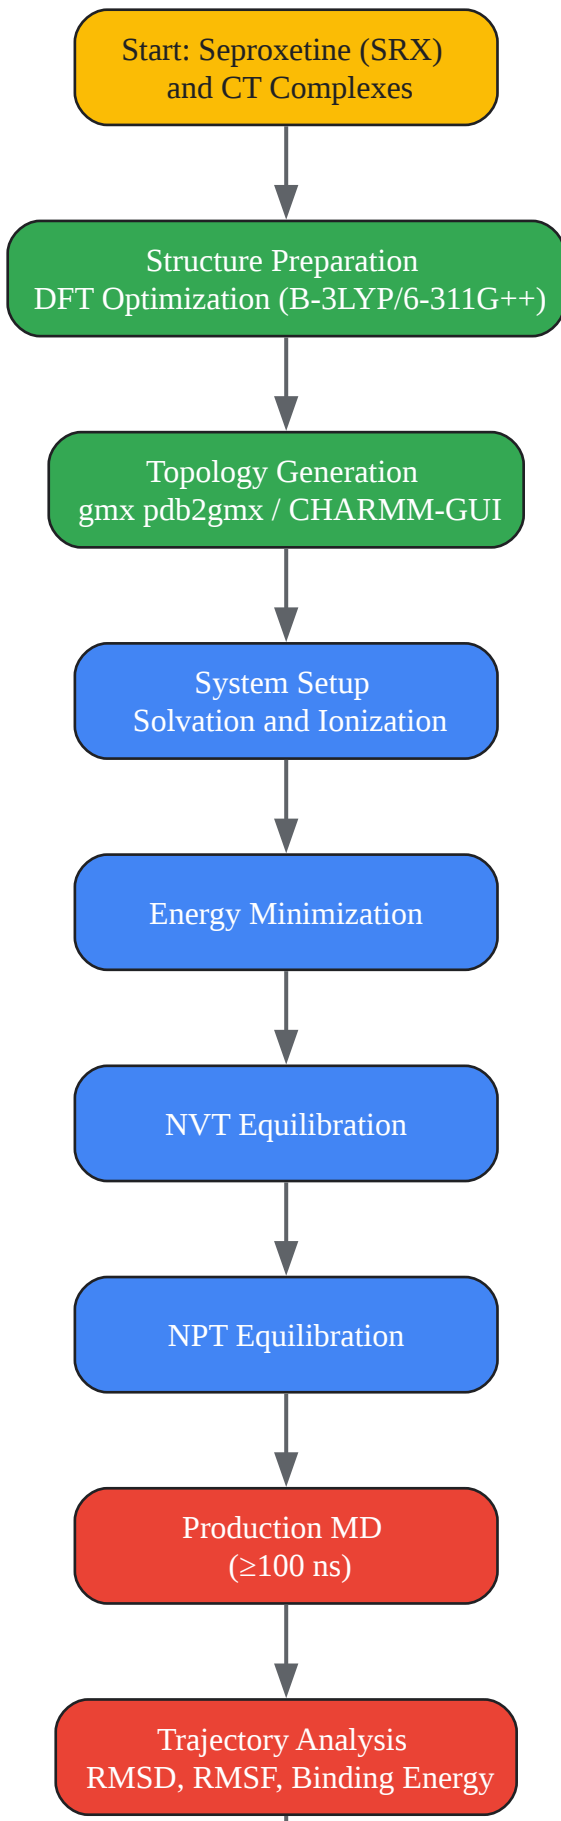 Start: Seproxetine (SRX)
and CT Complexes
Structure Preparation
DFT Optimization (B-3LYP/6-311G++)
Topology Generation
gmx pdb2gmx / CHARMM-GUI
System Setup
Solvation and Ionization
Energy Minimization
NVT Equilibration
NPT Equilibration
Production MD
(≥100 ns)
Trajectory Analysis
RMSD, RMSF, Binding Energy